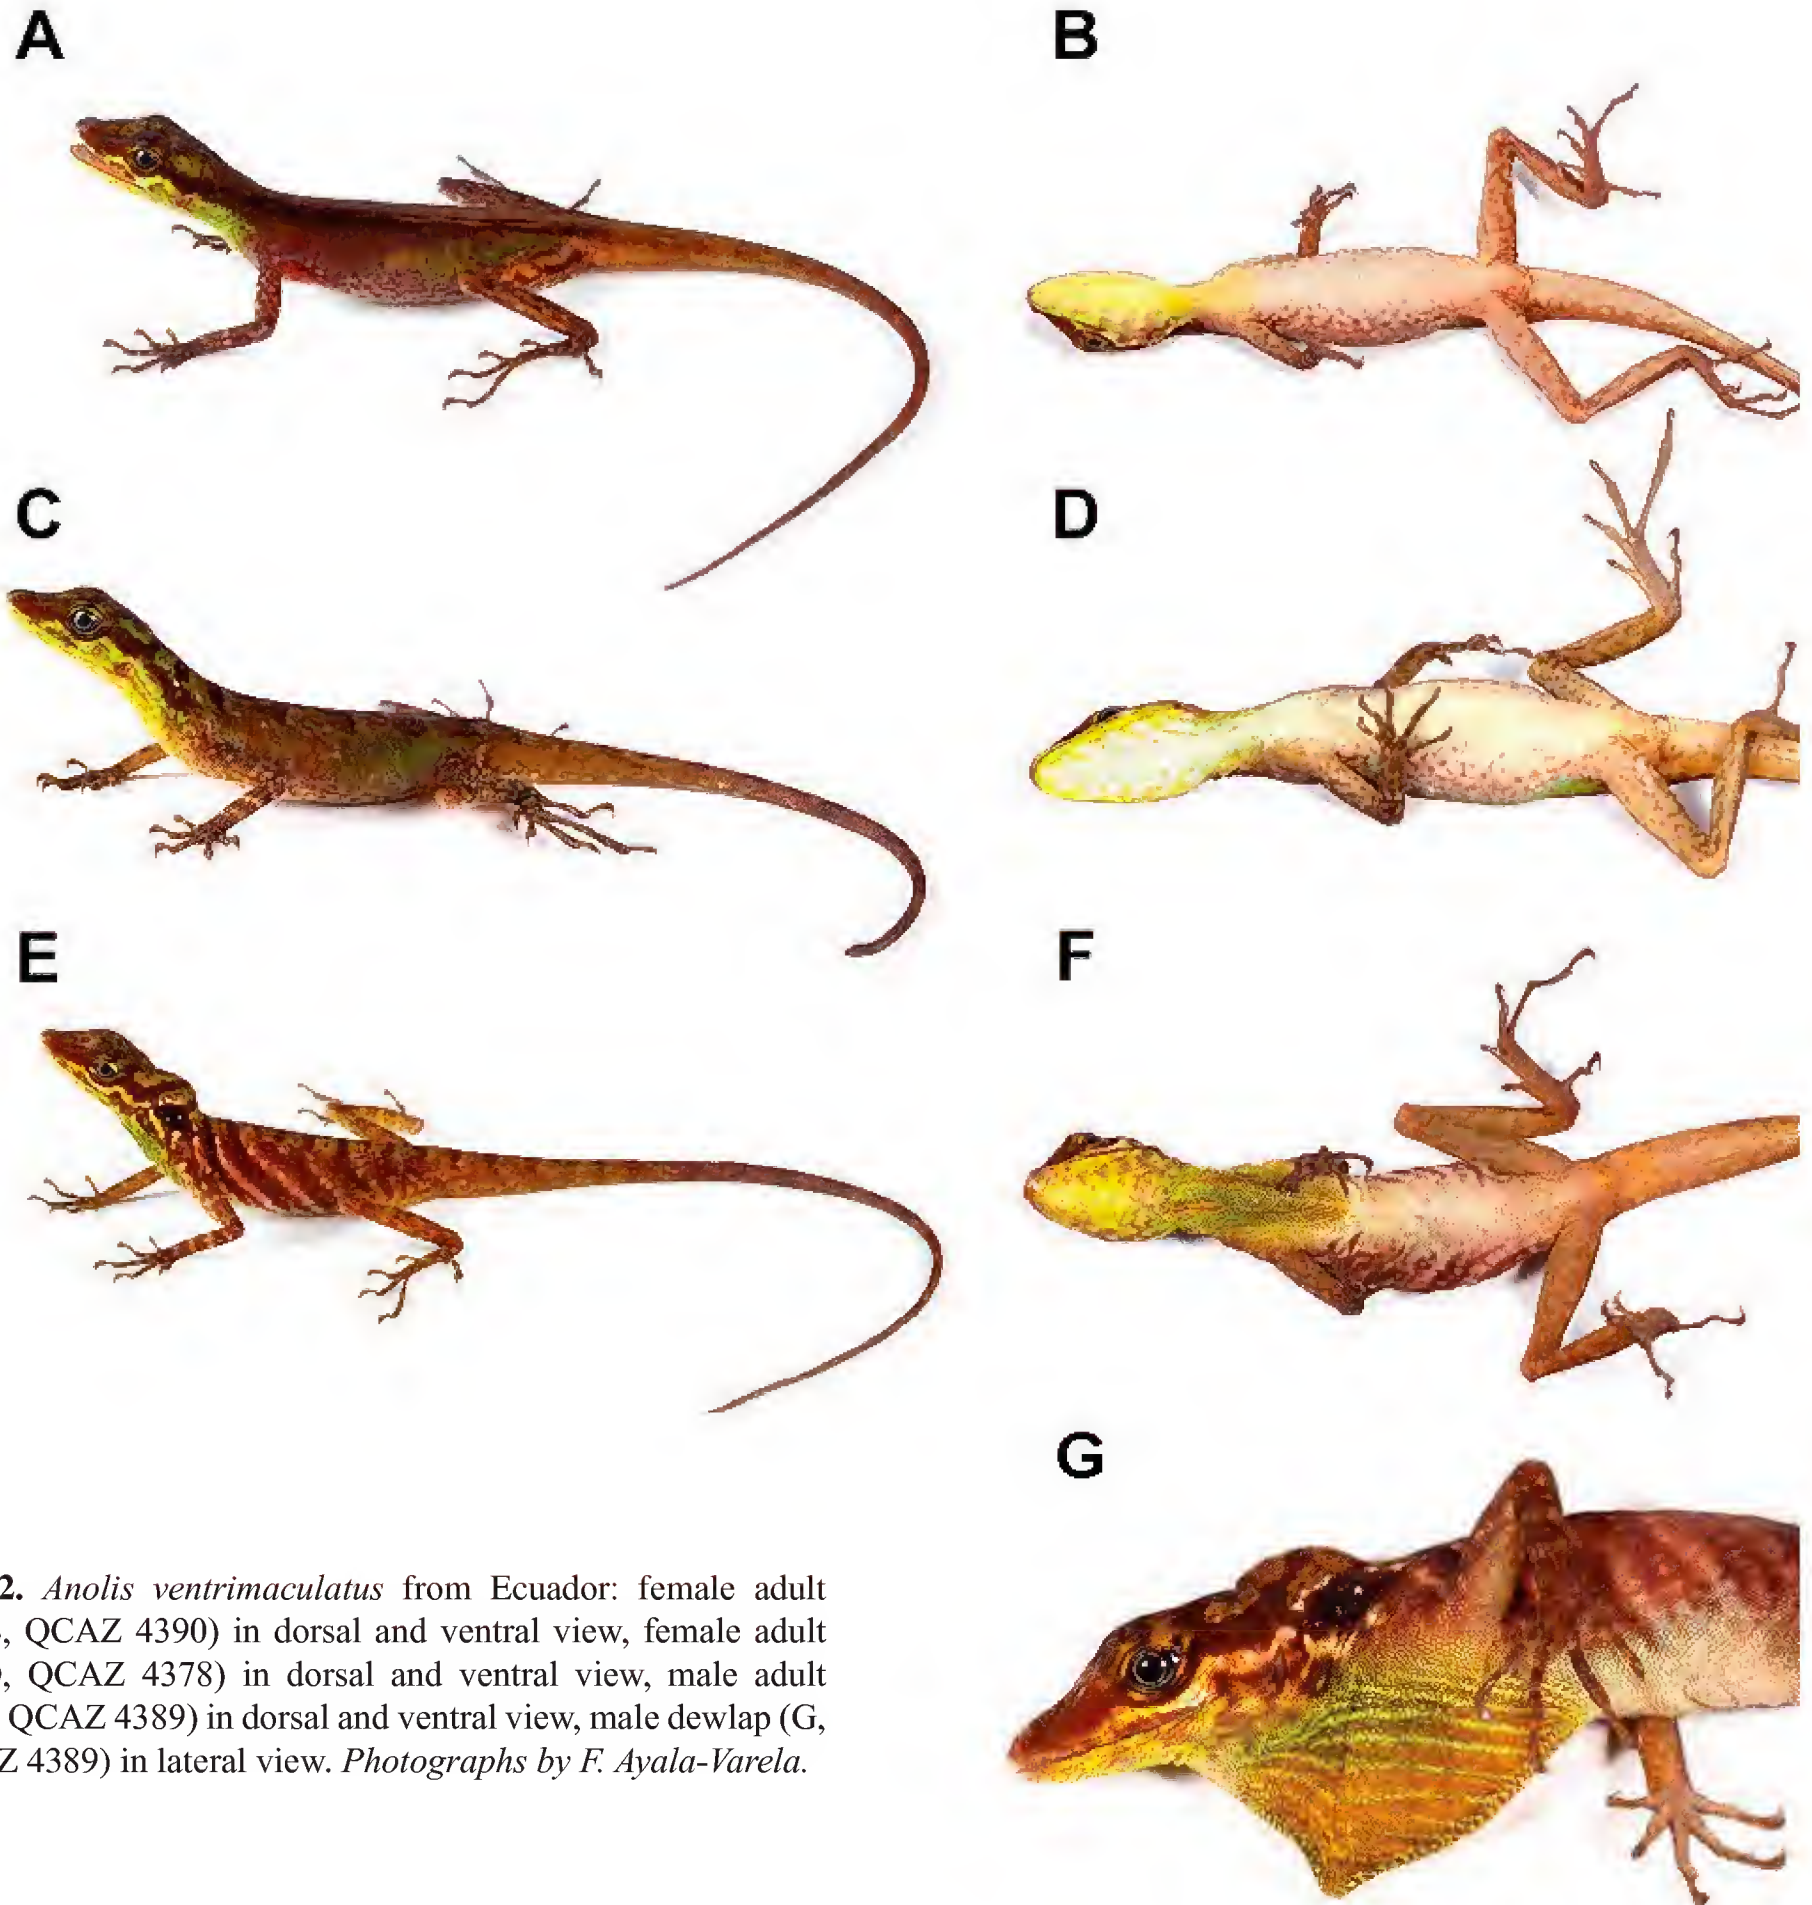 A
B
C
D
E
F
G
2. Anolis ventrimaculatus from Ecuador: female adult
, QCAZ 4390) in dorsal and ventral view, female adult
, QCAZ 4378) in dorsal and ventral view, male adult
QCAZ 4389) in dorsal and ventral view, male dewlap (G,
Z 4389) in lateral view. Photographs by F. Ayala-Varela.